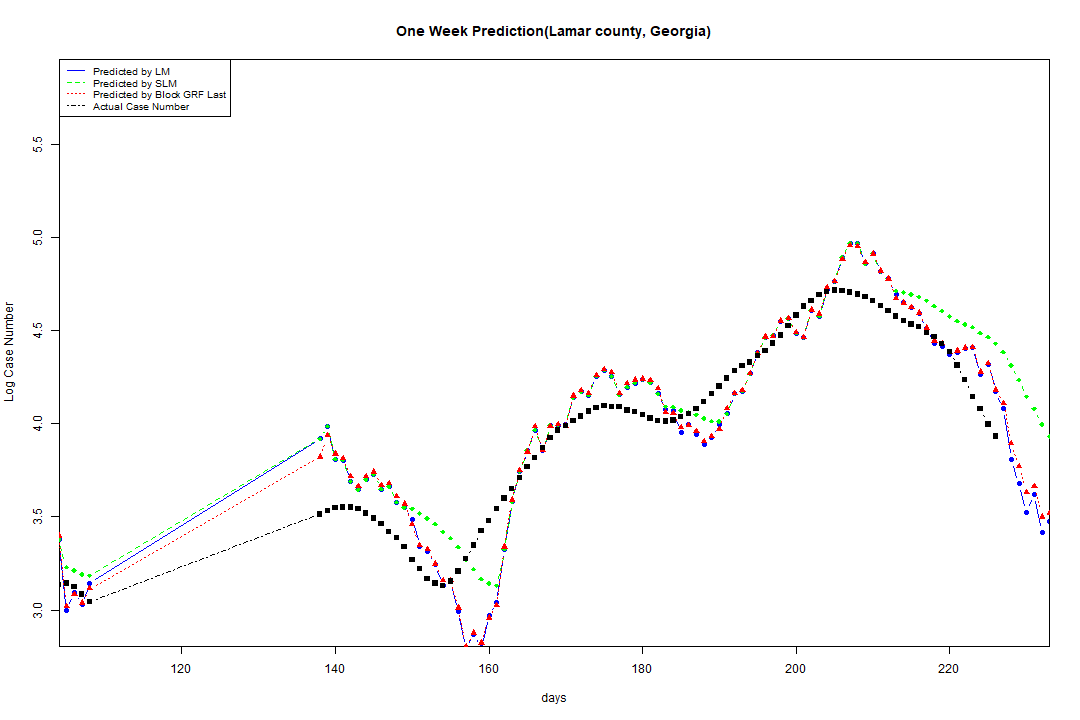 One Week Prediction(Lamar county, Georgia)
Predicted by LM
Predicted by SLM
Predicted by Block GRF Last
Actual Case Number
5.5
5.0
4.5
4.0
3.5
3.0
Log Case Number
120 140 160 180 200 220
days